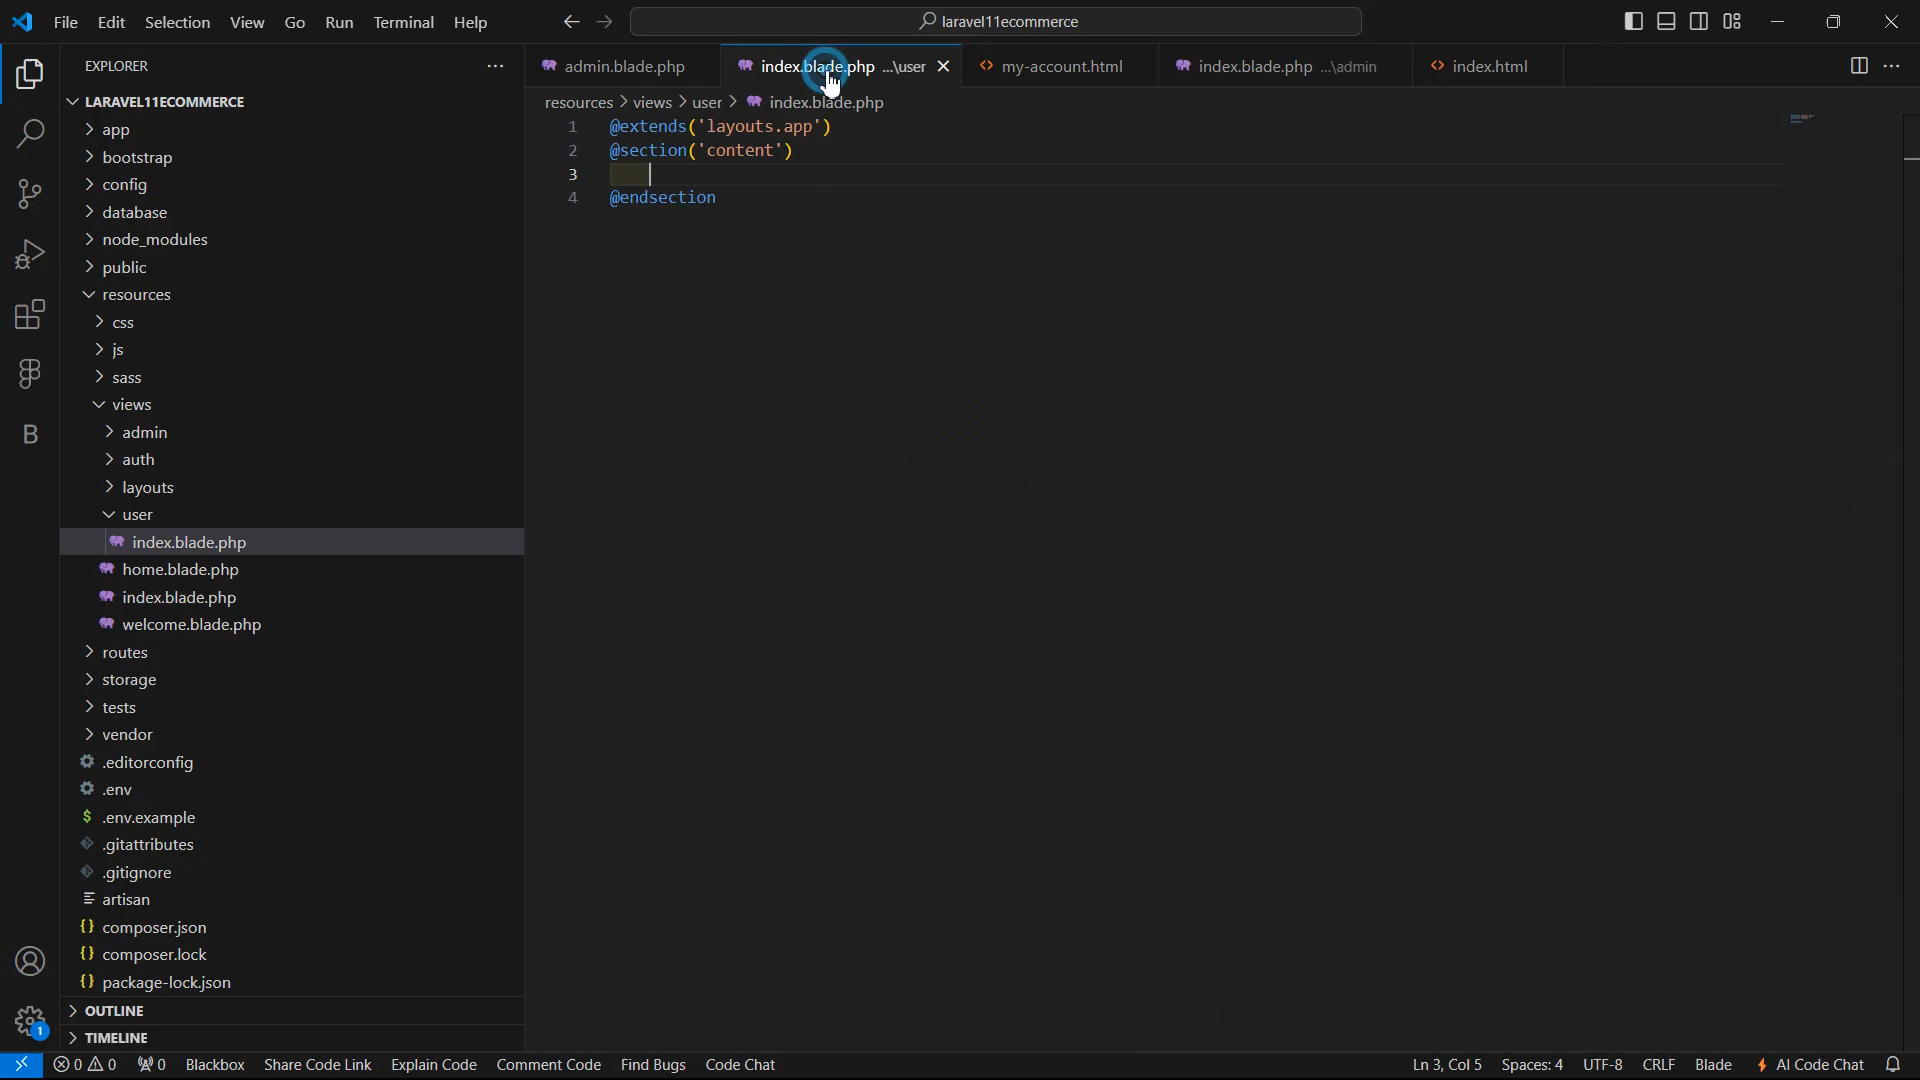 File Edit Selection View Go Run Terminal Help
laravel11ecommerce
EXPLORER
LARAVEL11ECOMMERCE
app
bootstrap
config
database
node_modules
public
resources
css
js
sass
views
admin
auth
layouts
user
index.blade.php
home.blade.php
index.blade.php
welcome.blade.php
routes
storage
tests
vendor
.editorconfig
.env
$ .env.example
.gitattributes
.gitignore
artisan
{} composer.json
{} composer.lock
{} package-lock.json
OUTLINE
TIMELINE
B
1
admin.blade.php index.blade.php ...\user my-account.html index.blade.php ...\admin index.html
resources > views > user > index.blade.php
1 @extends('layouts.app')
2 @section('content')
3
4 @endsection
0 0 0 Blackbox Share Code Link Explain Code Comment Code Find Bugs Code Chat Ln 3, Col 5 Spaces: 4 UTF-8 CRLF Blade AI Code Chat